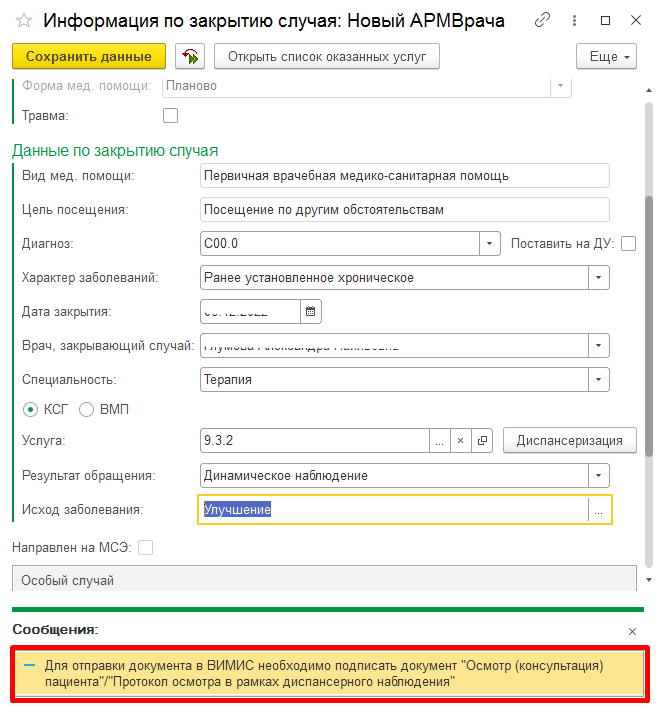 Информация по закрытию случая: Новый АРМВрача
Сохранить данные
Открыть список оказанных услуг
Еще
Форма мед. помощи: Планово
Травма:
Данные по закрытию случая
Вид мед. помощи: Первичная врачебная медико-санитарная помощь
Цель посещения: Посещение по другим обстоятельствам
Диагноз: С00.0 Поставить на ДУ:
Характер заболеваний: Ранее установленное хроническое
Дата закрытия:
Врач, закрывающий случай:
Специальность: Терапия
КСГ ВМП
Услуга: 9.3.2 ... × Диспансеризация
Результат обращения: Динамическое наблюдение
Исход заболевания: Улучшение ...
Направлен на МСЭ:
Особый случай
Сообщения: ×
Для отправки документа в ВИМИС необходимо подписать документ "Осмотр (консультация)
пациента"/"Протокол осмотра в рамках диспансерного наблюдения"